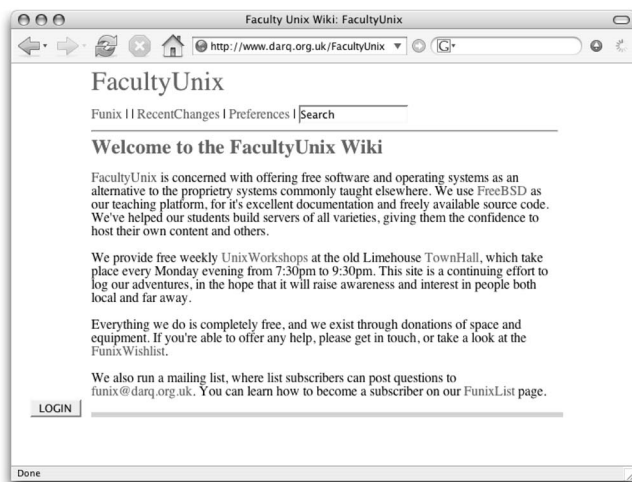 Faculty Unix Wiki: FacultyUnix
http://www.darq.org.uk/FacultyUnix
G
FacultyUnix
Funix | | RecentChanges | Preferences | Search
Welcome to the FacultyUnix Wiki
FacultyUnix is concerned with offering free software and operating systems as an
alternative to the proprietry systems commonly taught elsewhere. We use FreeBSD as
our teaching platform, for it's excellent documentation and freely available source code.
We've helped our students build servers of all varieties, giving them the confidence to
host their own content and others.
We provide free weekly UnixWorkshops at the old Limehouse TownHall, which take
place every Monday evening from 7:30pm to 9:30pm. This site is a continuing effort to
log our adventures, in the hope that it will raise awareness and interest in people both
local and far away.
Everything we do is completely free, and we exist through donations of space and
equipment. If you're able to offer any help, please get in touch, or take a look at the
FunixWishlist.
We also run a mailing list, where list subscribers can post questions to
funix@darq.org.uk. You can learn how to become a subscriber on our FunixList page.
LOGIN
Done